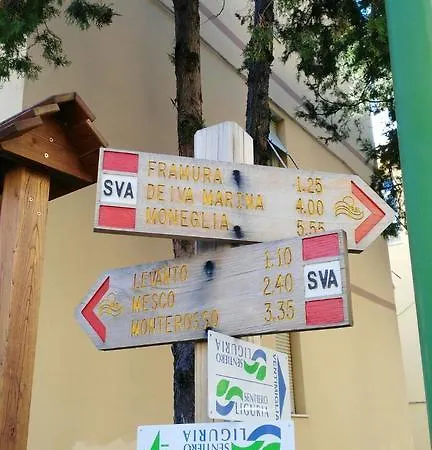 SVA
FRAMURA 1.25
DEIVA MARINA 4.00
MONEGLIA 5.55
LEVANTO 1.10
MESCO 2.40
MONTEROSSO 3.35
SVA
SENTIERO
LIGURIA
VENTIMIGLIA
SENTIERO
LIGURIA
SENTIERO
LIGURIA